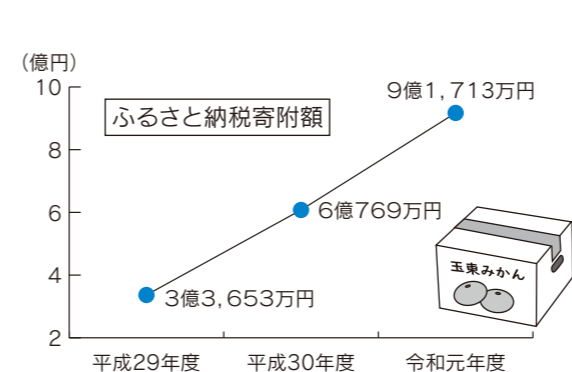 （億円）
10
8
6
4
2
ふるさと納税寄附額
9億1,713万円
6億769万円
3億3,653万円
玉東みかん
平成29年度
平成30年度
令和元年度